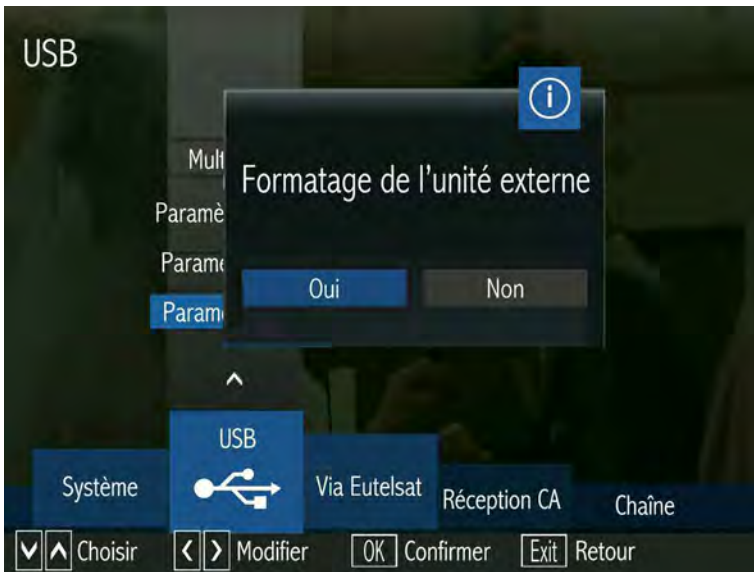 USB
Formatage de l'unité externe
Oui
Non
USB
Système
Via Eutelsat
Réception CA
Chaîne
Choisir
Modifier
OK Confirmer
Exit Retour